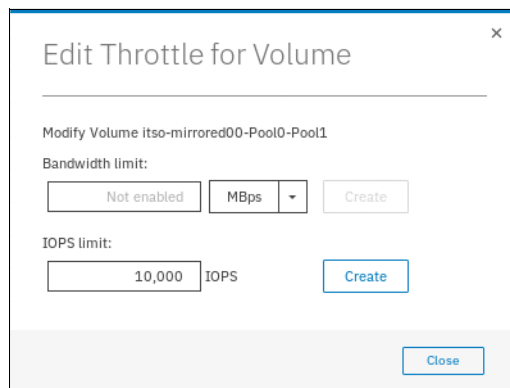 ×
Edit Throttle for Volume
Modify Volume itso-mirrored00-Pool0-Pool1
Bandwidth limit:
Not enabled MBps Create
IOPS limit:
10,000 IOPS Create
Close